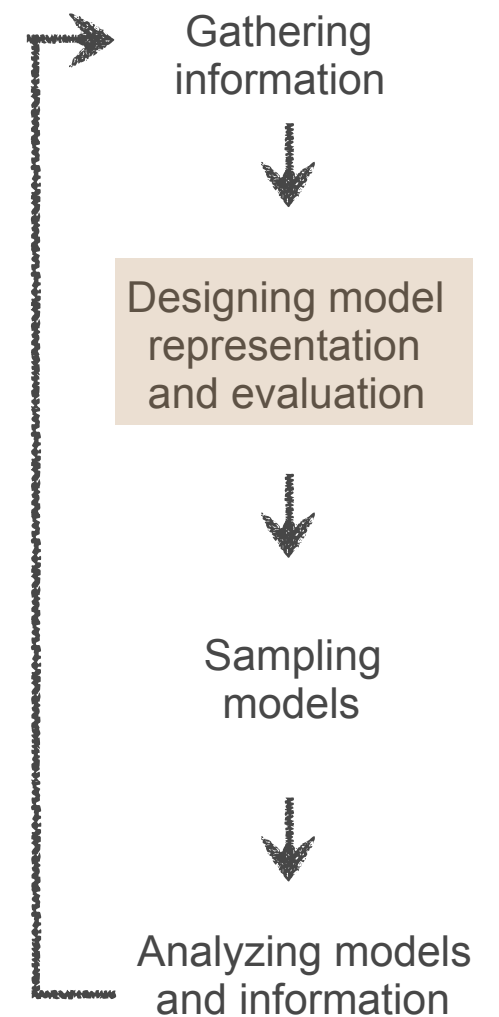 Gathering
information
Designing model
representation
and evaluation
Sampling
models
Analyzing models
and information